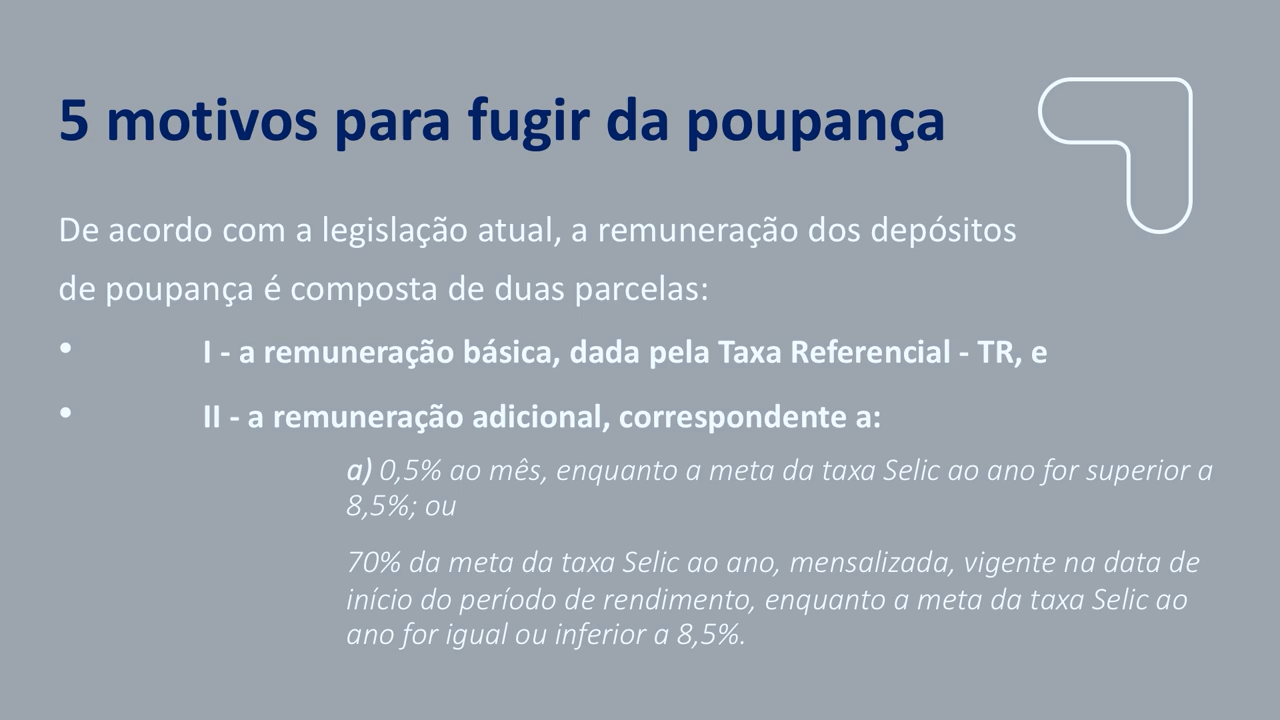 5 motivos para fugir da poupança
De acordo com a legislação atual, a remuneração dos depósitos
de poupança é composta de duas parcelas:
• I - a remuneração básica, dada pela Taxa Referencial - TR, e
• II - a remuneração adicional, correspondente a:
a) 0,5% ao mês, enquanto a meta da taxa Selic ao ano for superior a
8,5%; ou
70% da meta da taxa Selic ao ano, mensalizada, vigente na data de
início do período de rendimento, enquanto a meta da taxa Selic ao
ano for igual ou inferior a 8,5%.